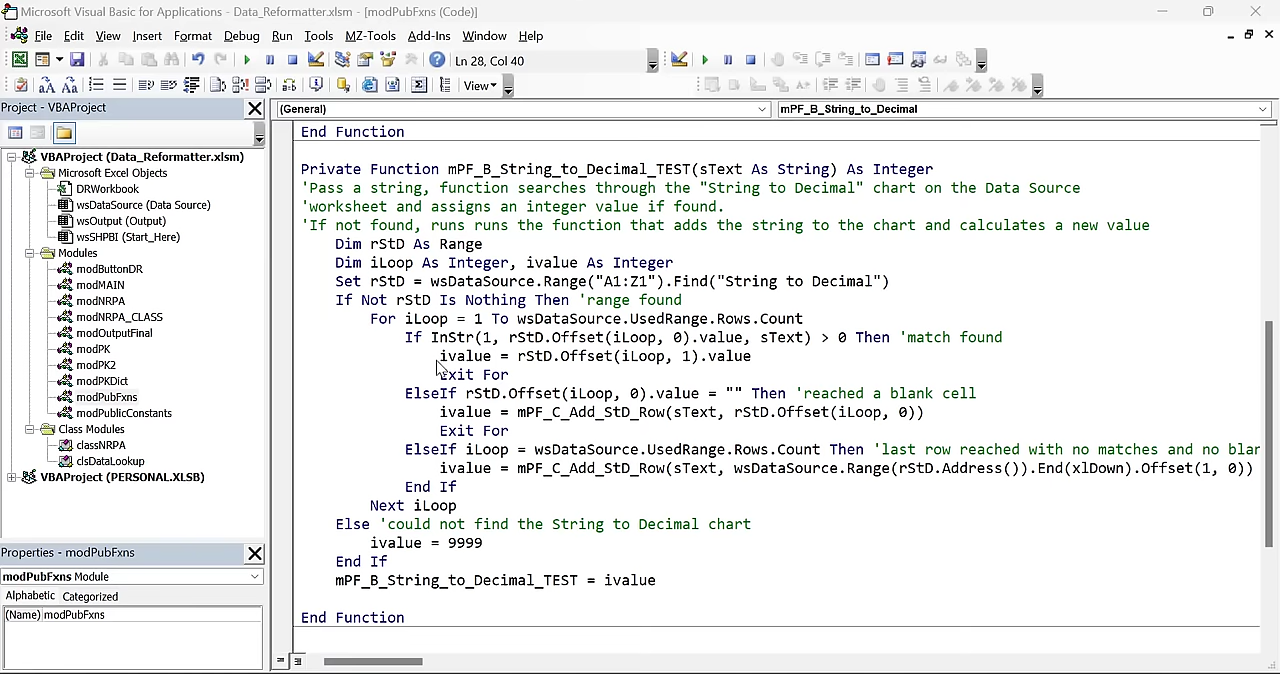 Microsoft Visual Basic for Applications - Data_Reformatter.xlsm - [modPubFxns (Code)]
File Edit View Insert Format Debug Run Tools MZ-Tools Add-Ins Window Help
Ln 28, Col 40
View
Project - VBAProject
(General)
mPF_B_String_to_Decimal
VBAProject (Data_Reformatter.xlsm)
Microsoft Excel Objects
DRWorkbook
wsDataSource (Data Source)
wsOutput (Output)
wsSHPBI (Start_Here)
Modules
modButtonDR
modMAIN
modNRPA
modNRPA_CLASS
modOutputFinal
modPK
modPK2
modPKDict
modPubFxns
modPublicConstants
Class Modules
classNRPA
clsDataLookup
VBAProject (PERSONAL.XLSB)
Properties - modPubFxns
modPubFxns Module
Alphabetic Categorized
(Name) modPubFxns
End Function
Private Function mPF_B_String_to_Decimal_TEST(sText As String) As Integer
'Pass a string, function searches through the "String to Decimal" chart on the Data Source
'worksheet and assigns an integer value if found.
'If not found, runs runs the function that adds the string to the chart and calculates a new value
Dim rStD As Range
Dim iLoop As Integer, ivalue As Integer
Set rStD = wsDataSource.Range("A1:Z1").Find("String to Decimal")
If Not rStD Is Nothing Then 'range found
For iLoop = 1 To wsDataSource.UsedRange.Rows.Count
If InStr(1, rStD.Offset(iLoop, 0).value, sText) > 0 Then 'match found
ivalue = rStD.Offset(iLoop, 1).value
Exit For
ElseIf rStD.Offset(iLoop, 0).value = "" Then 'reached a blank cell
ivalue = mPF_C_Add_StD_Row(sText, rStD.Offset(iLoop, 0))
Exit For
ElseIf iLoop = wsDataSource.UsedRange.Rows.Count Then 'last row reached with no matches and no blan
ivalue = mPF_C_Add_StD_Row(sText, wsDataSource.Range(rStD.Address()).End(xlDown).Offset(1, 0))
End If
Next iLoop
Else 'could not find the String to Decimal chart
ivalue = 9999
End If
mPF_B_String_to_Decimal_TEST = ivalue
End Function